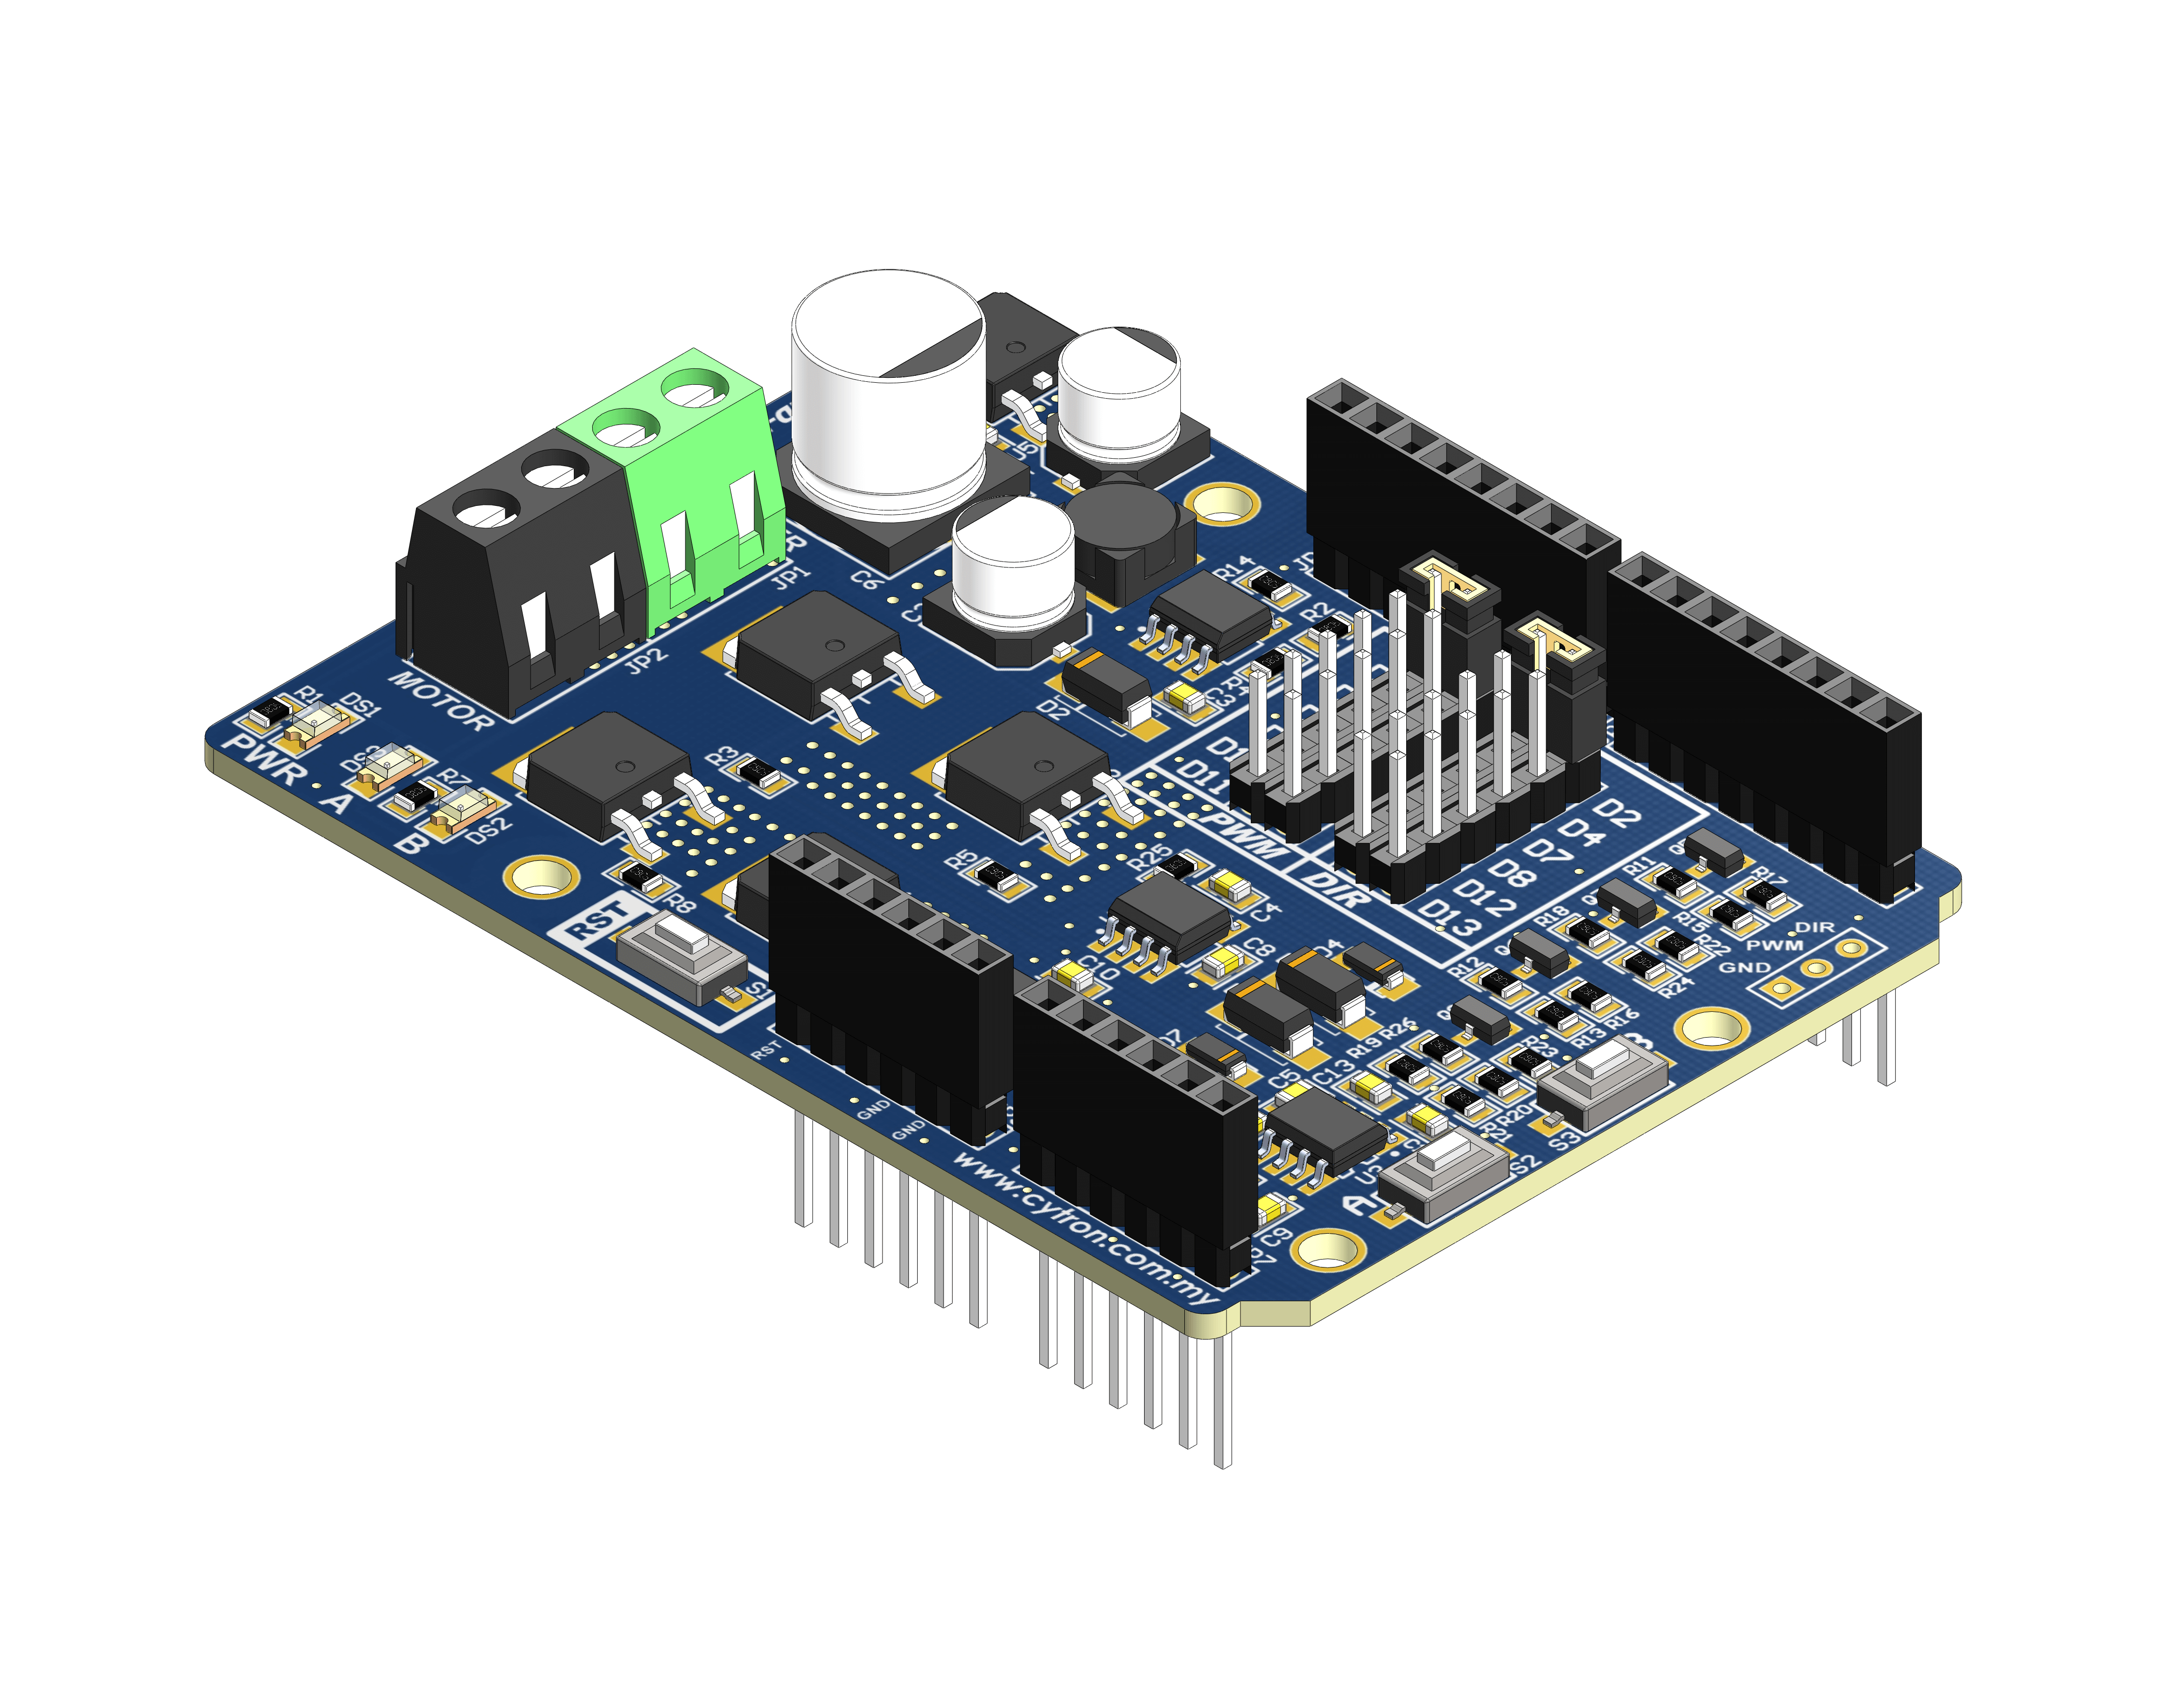 JP1
C6
JP2
MOTOR
R14
R2
R1
DS1
PWR
A
R7
B
DS2
D2
C3
U5
R3
R8
RST
S1
R5
R25
C4
C8
C10
D11
PWM
DIR
D2
D4
D7
D8
D12
D13
R11
R17
R18
R15
R22
R12
R24
R16
R13
R19
R26
R23
R20
R21
DIR
PWM
GND
C5
C13
S3
S2
A
B
C9
RST
GND
GND
www.cytron.com.my